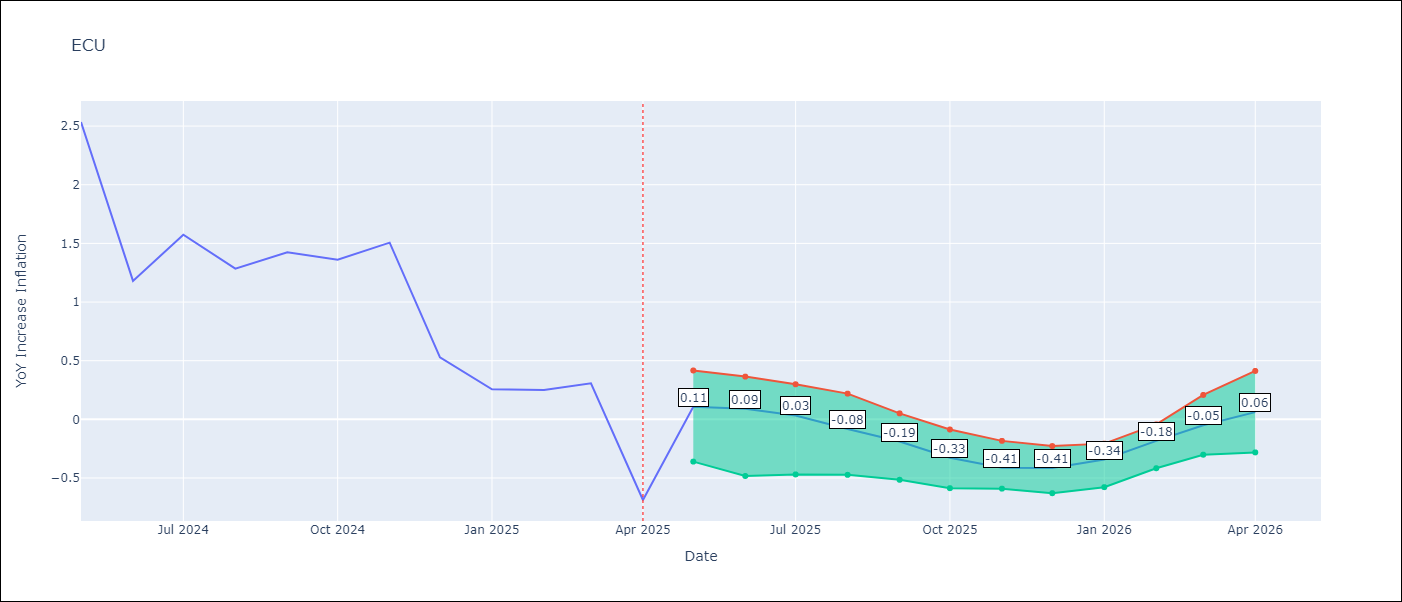 ECU
YoY Increase Inflation
2.5
2
1.5
1
0.5
0
−0.5
0.11
0.09
0.03
-0.08
-0.19
-0.33
-0.41
-0.41
-0.34
-0.18
-0.05
0.06
Jul 2024
Oct 2024
Jan 2025
Apr 2025
Jul 2025
Oct 2025
Jan 2026
Apr 2026
Date